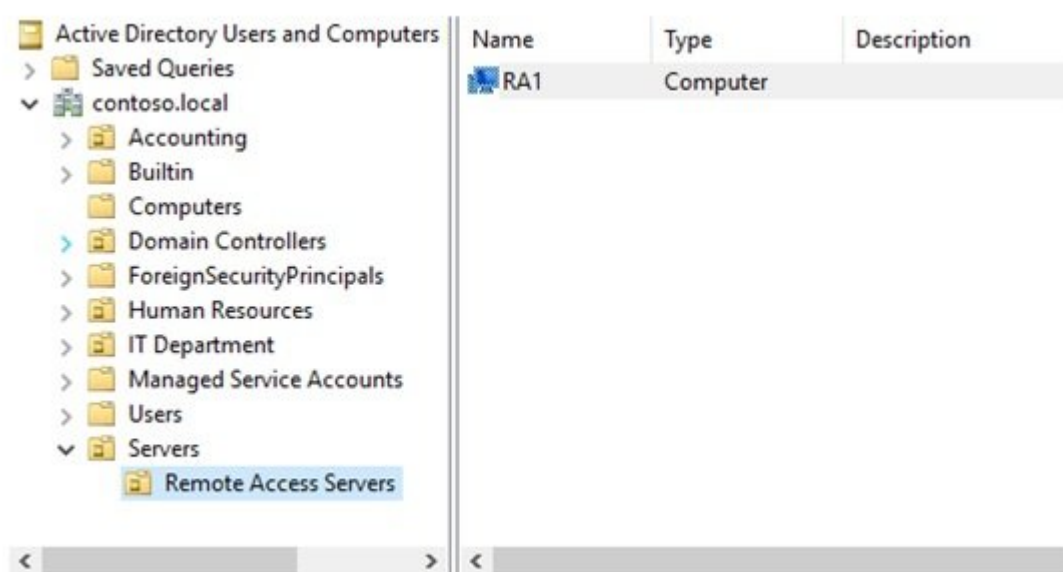 Active Directory Users and Computers
Saved Queries
contoso.local
Accounting
Builtin
Computers
Domain Controllers
ForeignSecurityPrincipals
Human Resources
IT Department
Managed Service Accounts
Users
Servers
Remote Access Servers
Name Type Description
RA1 Computer